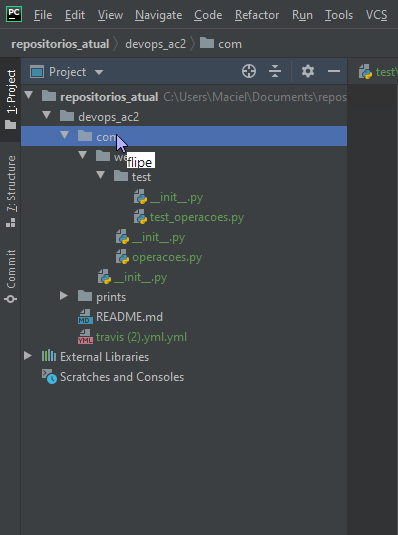 PC File Edit View Navigate Code Refactor Run Tools VCS
repositorios_atual devops_ac2 com
1: Project
Project
test\
repositorios_atual C:\Users\Maciel\Documents\repos
devops_ac2
com
flipe
test
__init__.py
test_operacoes.py
__init__.py
operacoes.py
__init__.py
prints
README.md
travis (2).yml.yml
External Libraries
Scratches and Consoles
7: Structure
Commit